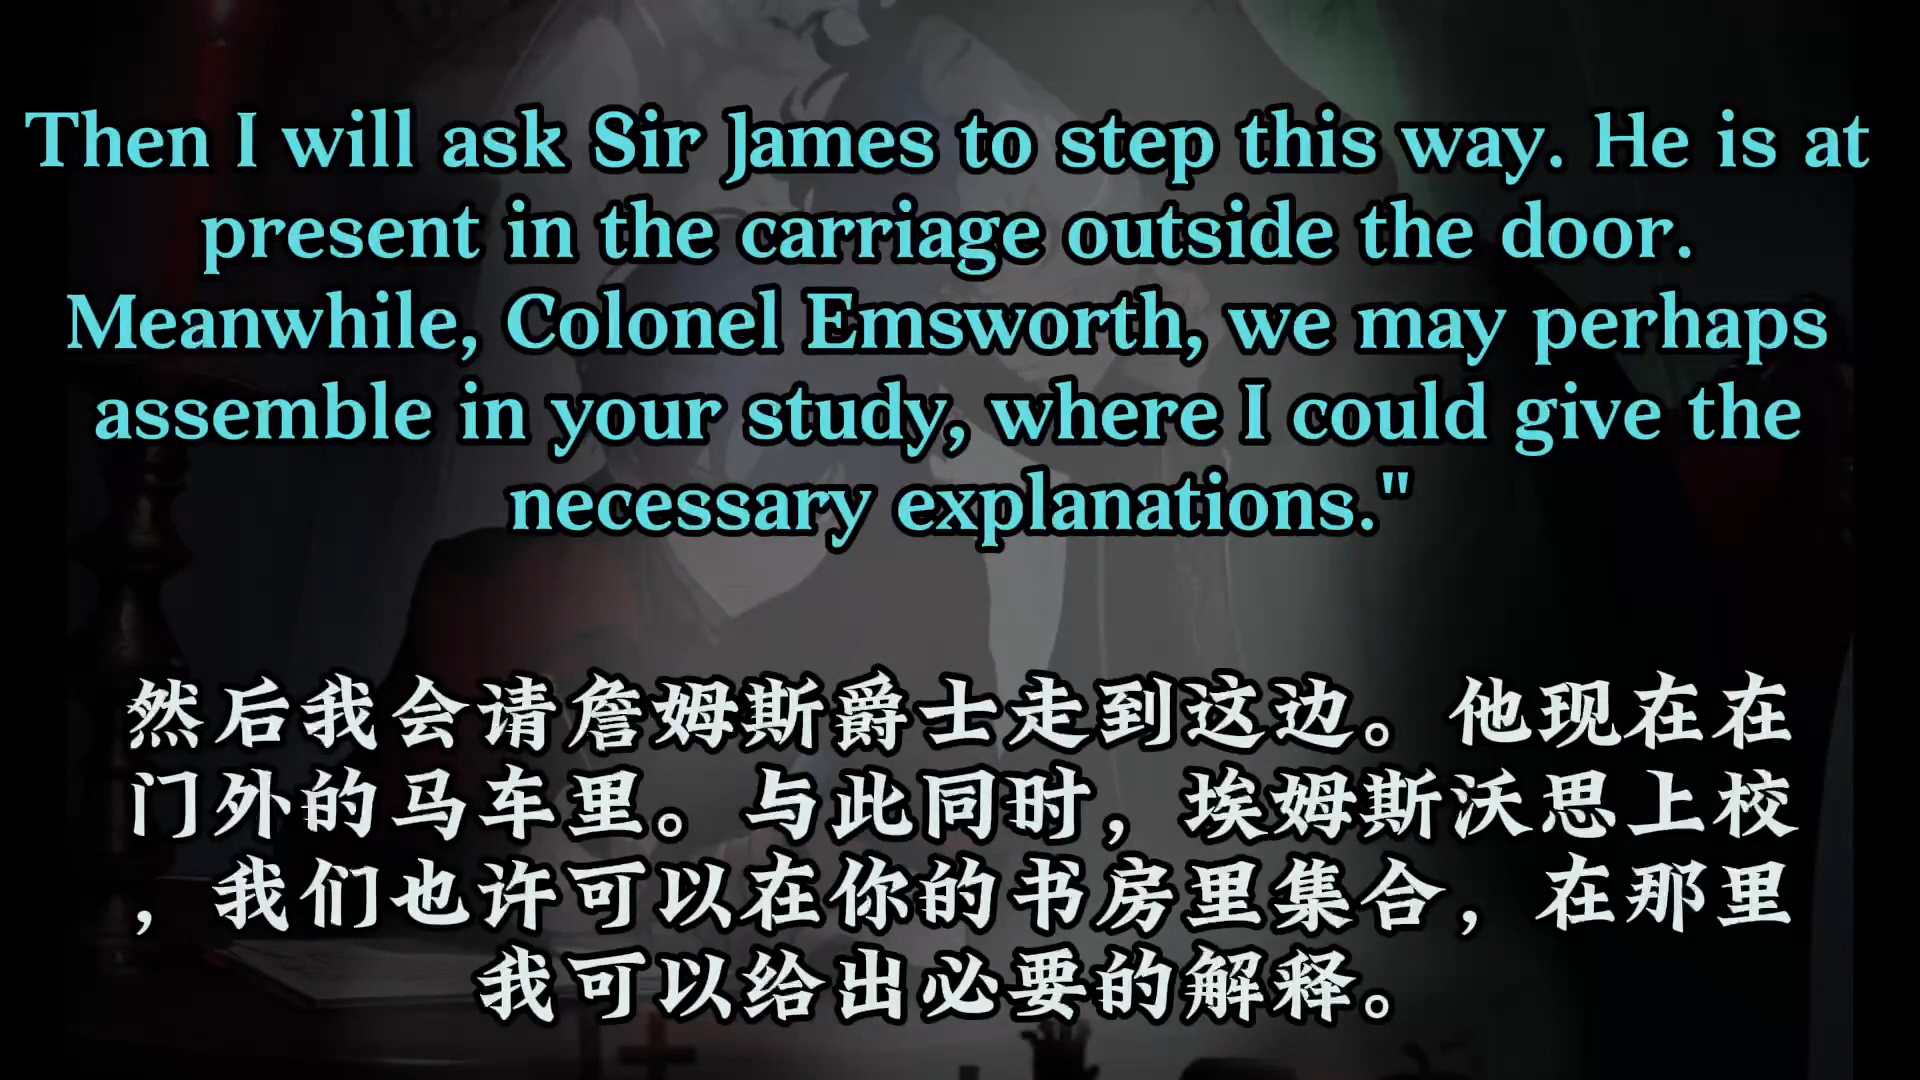 Then I will ask Sir James to step this way. He is at
present in the carriage outside the door.
Meanwhile, Colonel Emsworth, we may perhaps
assemble in your study, where I could give the
necessary explanations."
然后我会请詹姆斯爵士走到这边。他现在在
门外的马车里。与此同时，埃姆斯沃思上校
，我们也许可以在你的书房里集合，在那里
我可以给出必要的解释。